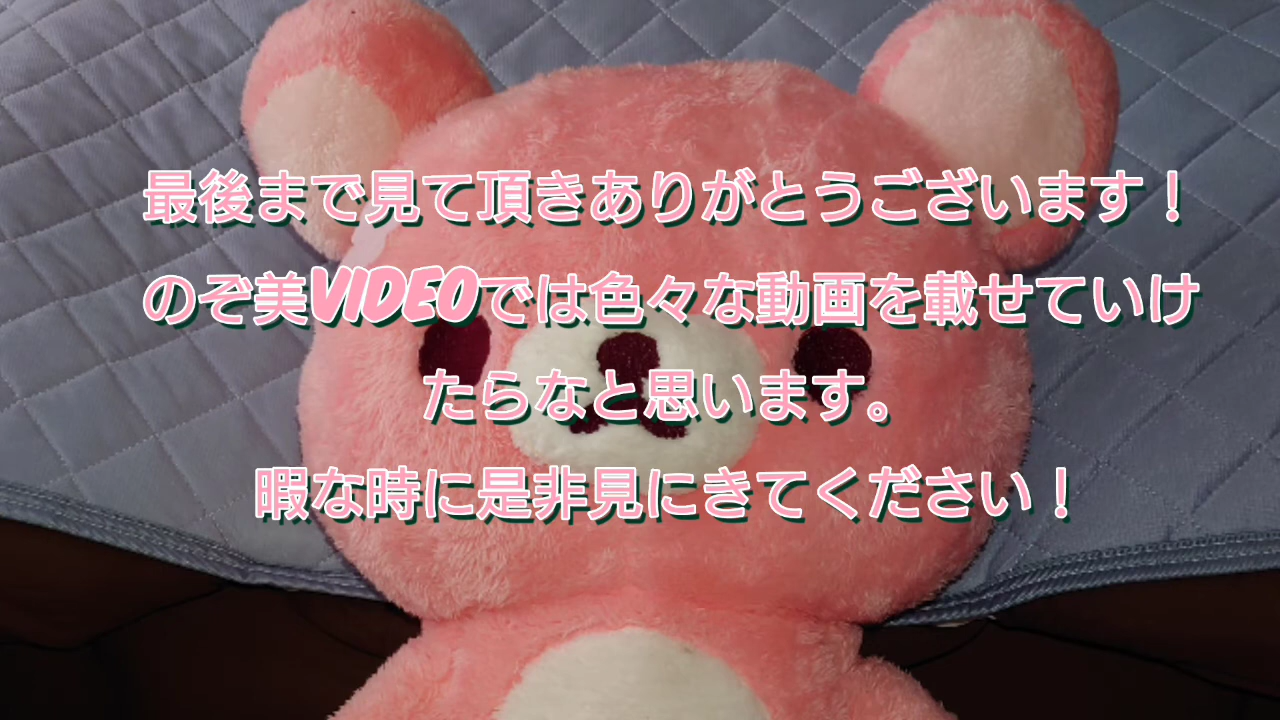 最後まで見て頂きありがとうございます！
のぞ美VIDEOでは色々な動画を載せていけ
たらなと思います。
暇な時に是非見にきてください！